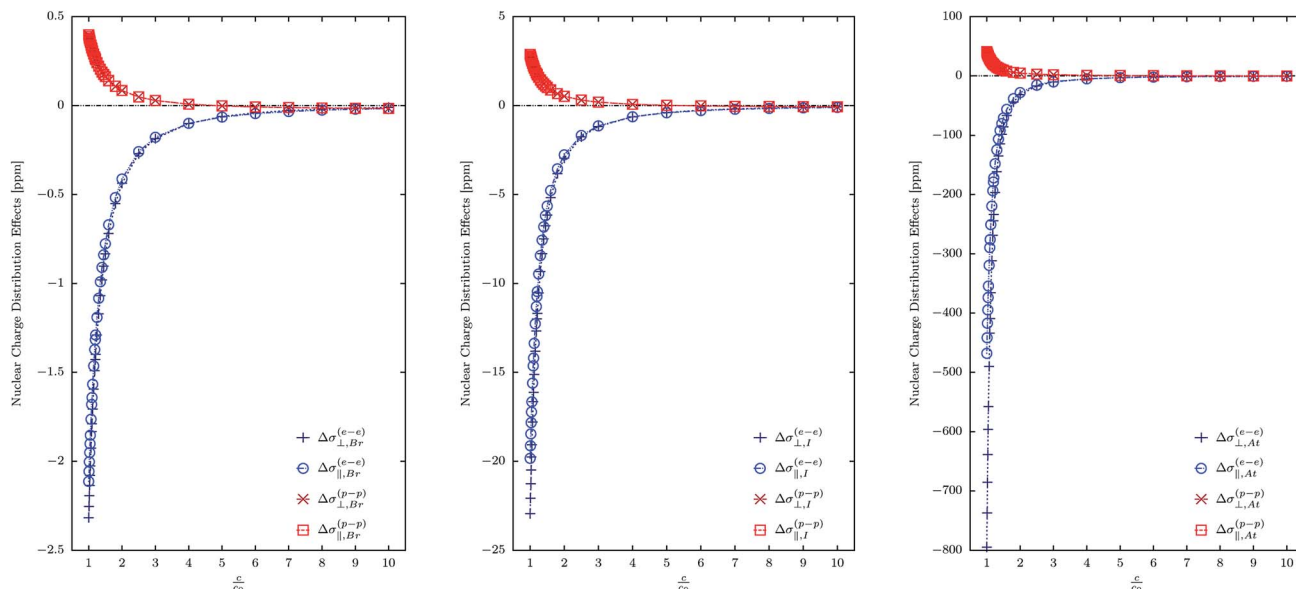 0.5
0
−0.5
−1
−1.5
−2
−2.5
Nuclear Charge Distribution Effects [ppm]
1 2 3 4 5 6 7 8 9 10
c/c₀
Δσ⊥,Br(e−e)
Δσ∥,Br(e−e)
Δσ⊥,Br(p−p)
Δσ∥,Br(p−p)
5
0
−5
−10
−15
−20
−25
Nuclear Charge Distribution Effects [ppm]
1 2 3 4 5 6 7 8 9 10
c/c₀
Δσ⊥,I(e−e)
Δσ∥,I(e−e)
Δσ⊥,I(p−p)
Δσ∥,I(p−p)
100
0
−100
−200
−300
−400
−500
−600
−700
−800
Nuclear Charge Distribution Effects [ppm]
1 2 3 4 5 6 7 8 9 10
c/c₀
Δσ⊥,At(e−e)
Δσ∥,At(e−e)
Δσ⊥,At(p−p)
Δσ∥,At(p−p)